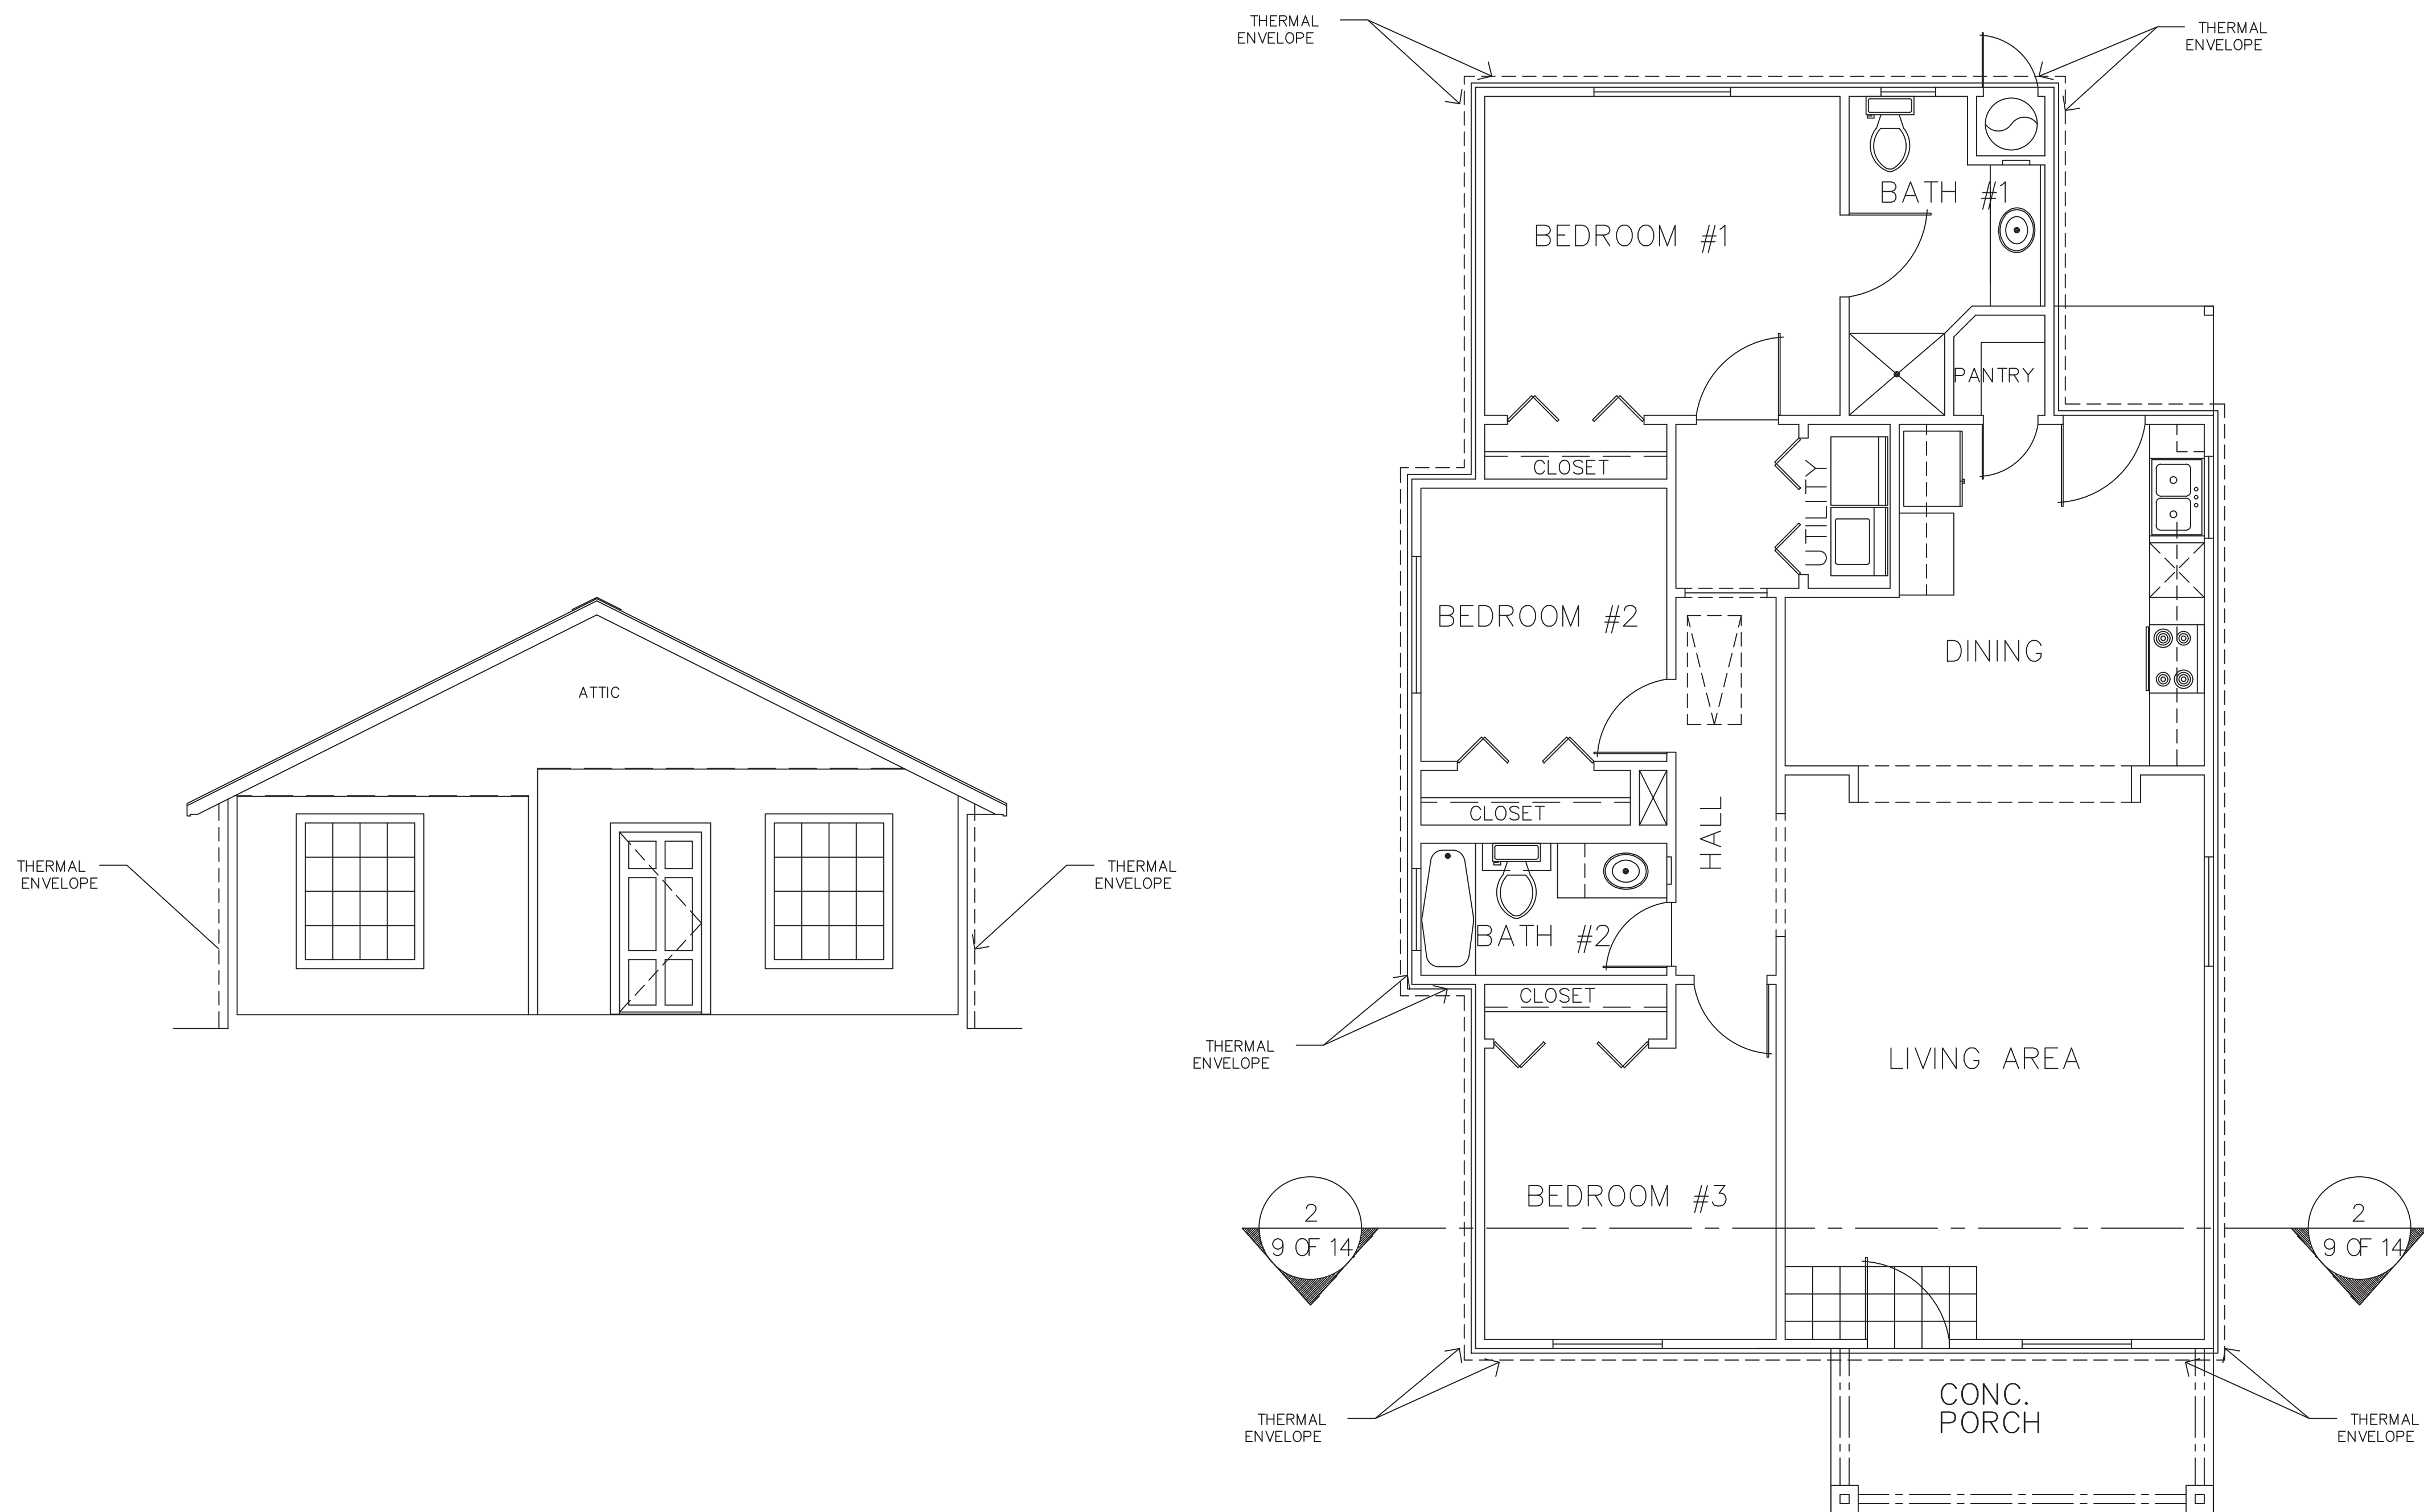 THERMAL
ENVELOPE
THERMAL
ENVELOPE
BATH #1
BEDROOM #1
PANTRY
CLOSET
UTILITY
BEDROOM #2
DINING
ATTIC
CLOSET
HALL
THERMAL
ENVELOPE
THERMAL
ENVELOPE
BATH #2
CLOSET
THERMAL
ENVELOPE
LIVING AREA
BEDROOM #3
2
9 OF 14
2
9 OF 14
CONC.
PORCH
THERMAL
ENVELOPE
THERMAL
ENVELOPE